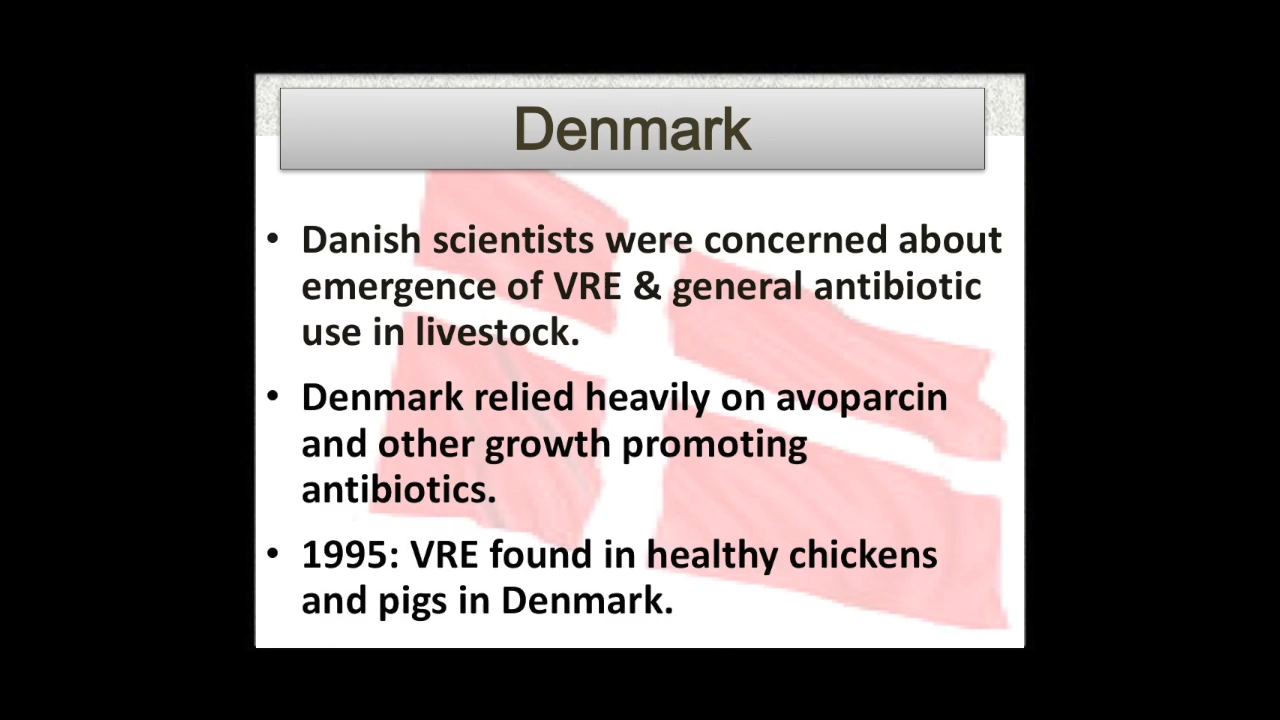 Denmark
• Danish scientists were concerned about
emergence of VRE & general antibiotic
use in livestock.
• Denmark relied heavily on avoparcin
and other growth promoting
antibiotics.
• 1995: VRE found in healthy chickens
and pigs in Denmark.